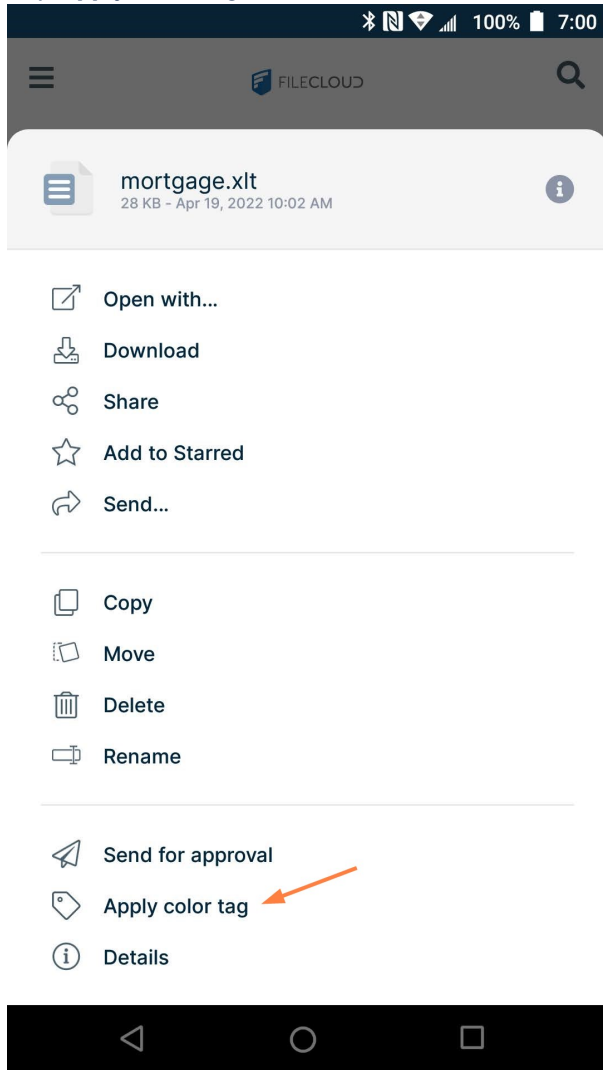 100% 7:00
FILECLOUD
mortgage.xlt
28 KB - Apr 19, 2022 10:02 AM
Open with...
Download
Share
Add to Starred
Send...
Copy
Move
Delete
Rename
Send for approval
Apply color tag
Details